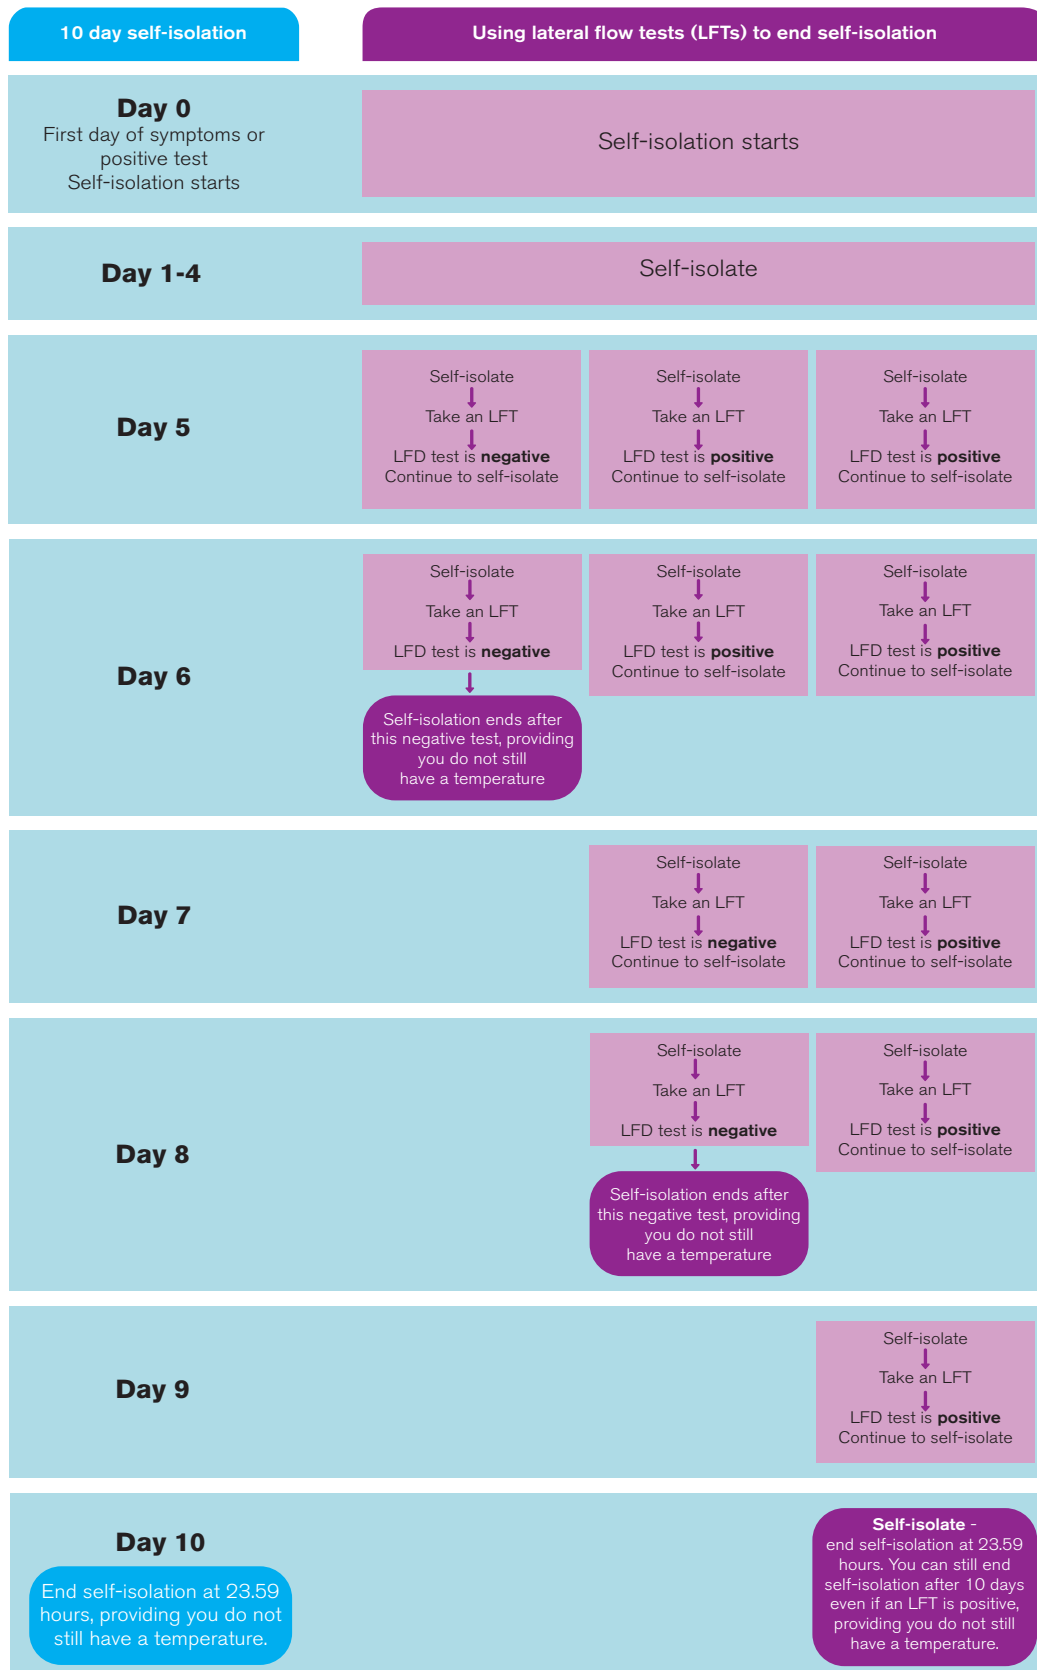 10 day self-isolation
Using lateral flow tests (LFTs) to end self-isolation
Day 0
First day of symptoms or
positive test
Self-isolation starts
Self-isolation starts
Day 1-4
Self-isolate
Day 5
Self-isolate
Take an LFT
LFD test is negative
Continue to self-isolate
Self-isolate
Take an LFT
LFD test is positive
Continue to self-isolate
Self-isolate
Take an LFT
LFD test is positive
Continue to self-isolate
Day 6
Self-isolate
Take an LFT
LFD test is negative
Self-isolation ends after
this negative test, providing
you do not still
have a temperature
Self-isolate
Take an LFT
LFD test is positive
Continue to self-isolate
Self-isolate
Take an LFT
LFD test is positive
Continue to self-isolate
Day 7
Self-isolate
Take an LFT
LFD test is negative
Continue to self-isolate
Self-isolate
Take an LFT
LFD test is positive
Continue to self-isolate
Day 8
Self-isolate
Take an LFT
LFD test is negative
Self-isolation ends after
this negative test, providing
you do not still
have a temperature
Self-isolate
Take an LFT
LFD test is positive
Continue to self-isolate
Day 9
Self-isolate
Take an LFT
LFD test is positive
Continue to self-isolate
Day 10
End self-isolation at 23.59
hours, providing you do not
still have a temperature.
Self-isolate -
end self-isolation at 23.59
hours. You can still end
self-isolation after 10 days
even if an LFT is positive,
providing you do not still
have a temperature.